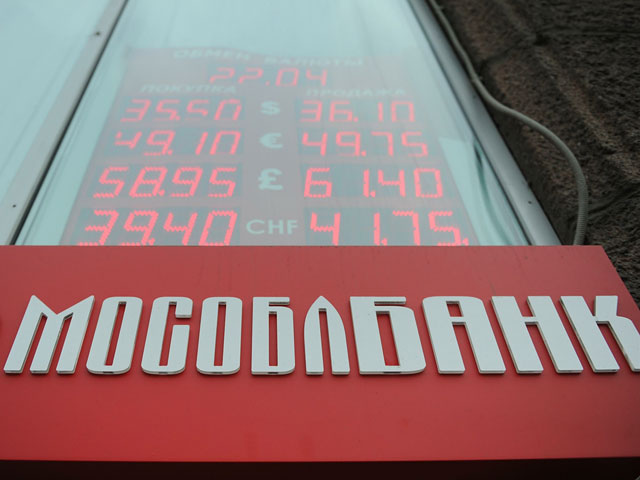 ОБМЕН ВАЛЮТЫ
22.04
ПОКУПКА ПРОДАЖА
35.50 $ 36.10
49.10 € 49.75
58.95 £ 61.40
39.40 CHF 41.75
МОСОБЛБАНК